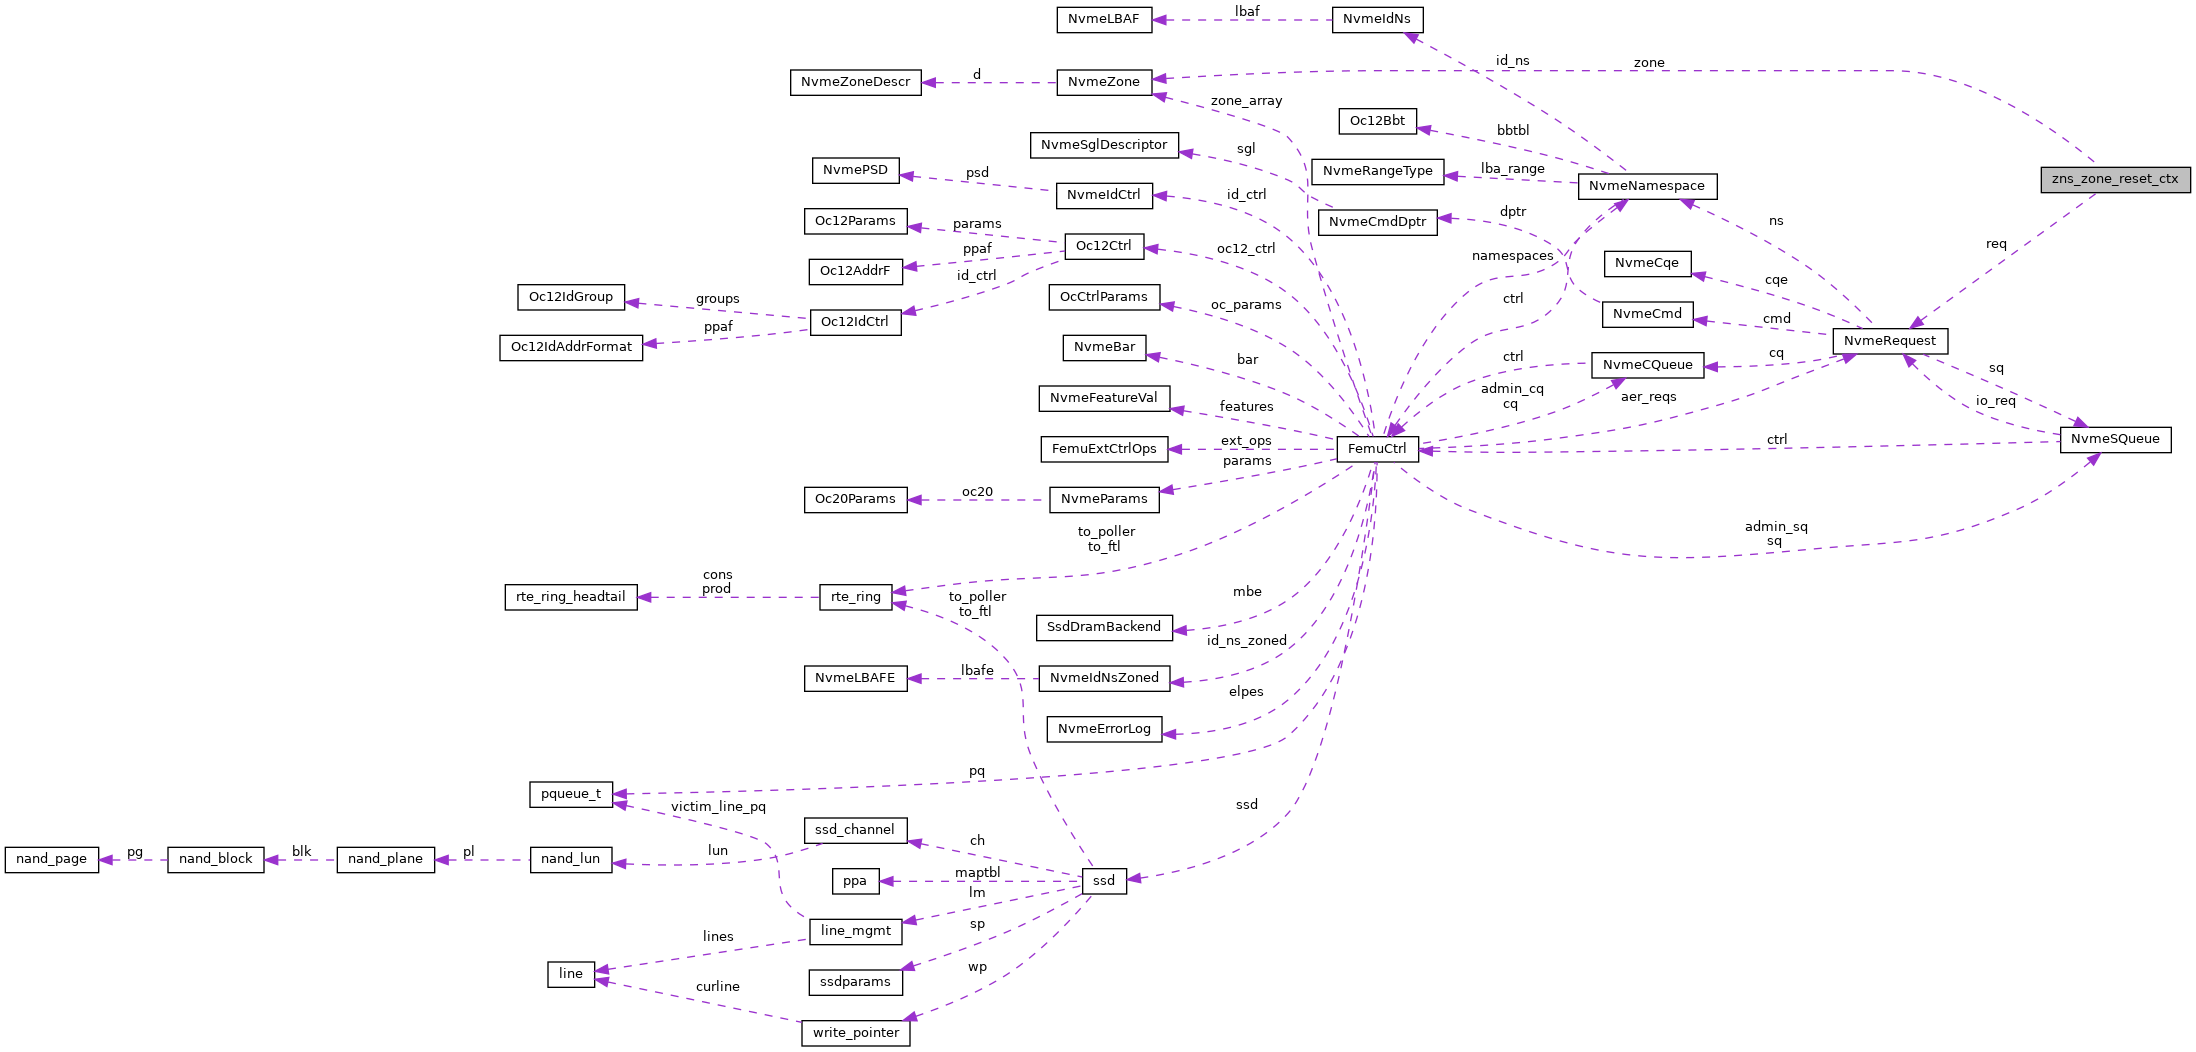 NvmeLBAF
lbaf
NvmeIdNs
NvmeZoneDescr
d
NvmeZone
id_ns
zone
zone_array
Oc12Bbt
bbtbl
NvmeSglDescriptor
sgl
NvmePSD
psd
NvmeRangeType
lba_range
NvmeNamespace
zns_zone_reset_ctx
NvmeIdCtrl
id_ctrl
Oc12Params
params
NvmeCmdDptr
dptr
ns
Oc12Ctrl
oc12_ctrl
ppaf
Oc12AddrF
namespaces
NvmeCqe
req
id_ctrl
cqe
Oc12IdGroup
groups
OcCtrlParams
oc_params
ctrl
NvmeCmd
cmd
Oc12IdCtrl
ppaf
Oc12IdAddrFormat
NvmeBar
bar
ctrl
NvmeCQueue
cq
NvmeRequest
sq
NvmeFeatureVal
features
admin_cq
cq
aer_reqs
io_req
FemuExtCtrlOps
ext_ops
FemuCtrl
ctrl
NvmeSQueue
params
Oc20Params
oc20
NvmeParams
to_poller
to_ftl
admin_sq
sq
rte_ring_headtail
cons
prod
rte_ring
to_poller
to_ftl
mbe
SsdDramBackend
id_ns_zoned
NvmeLBAFE
lbafe
NvmeIdNsZoned
elpes
NvmeErrorLog
pq
pqueue_t
victim_line_pq
ssd
ssd_channel
ch
nand_page
pg
nand_block
blk
nand_plane
pl
nand_lun
lun
ppa
maptbl
ssd
lm
line_mgmt
sp
lines
line
ssdparams
wp
curline
write_pointer